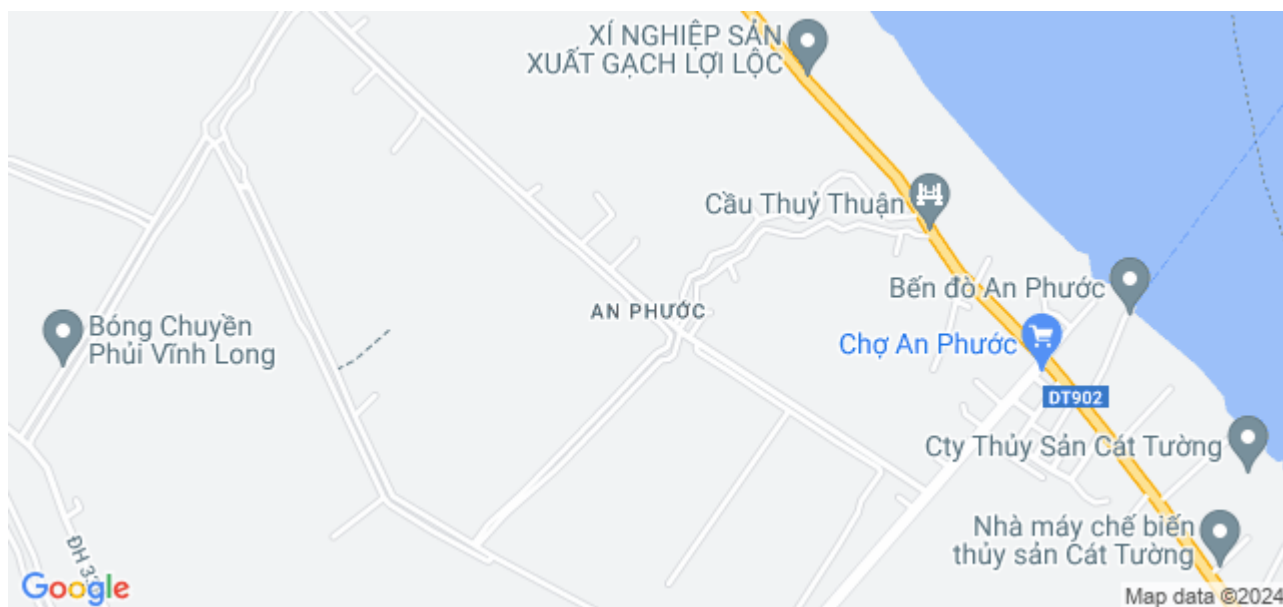 XÍ NGHIỆP SẢN
XUẤT GẠCH LỢI LỘC
Cầu Thuỷ Thuận
Bến đò An Phước
AN PHƯỚC
Bóng Chuyền
Phủi Vĩnh Long
Chợ An Phước
DT902
Cty Thủy Sản Cát Tường
Nhà máy chế biến
thủy sản Cát Tường
Google
Map data ©2024